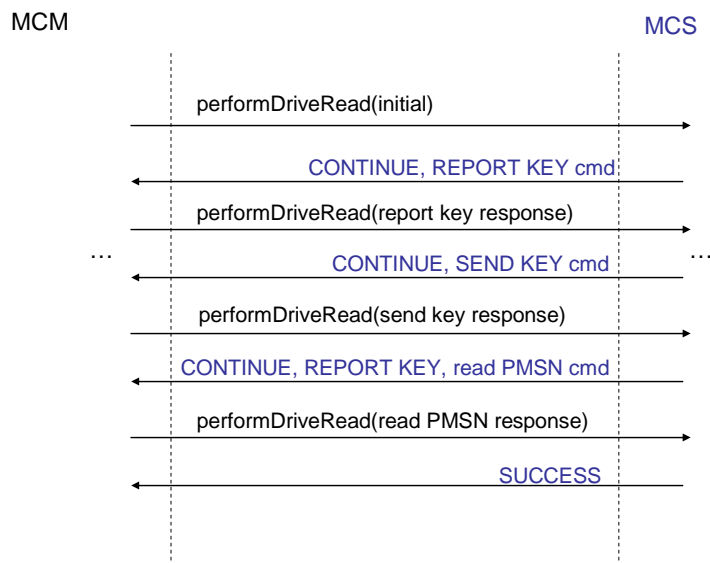 MCM
MCS
performDriveRead(initial)
CONTINUE, REPORT KEY cmd
performDriveRead(report key response)
… …
CONTINUE, SEND KEY cmd
performDriveRead(send key response)
CONTINUE, REPORT KEY, read PMSN cmd
performDriveRead(read PMSN response)
SUCCESS